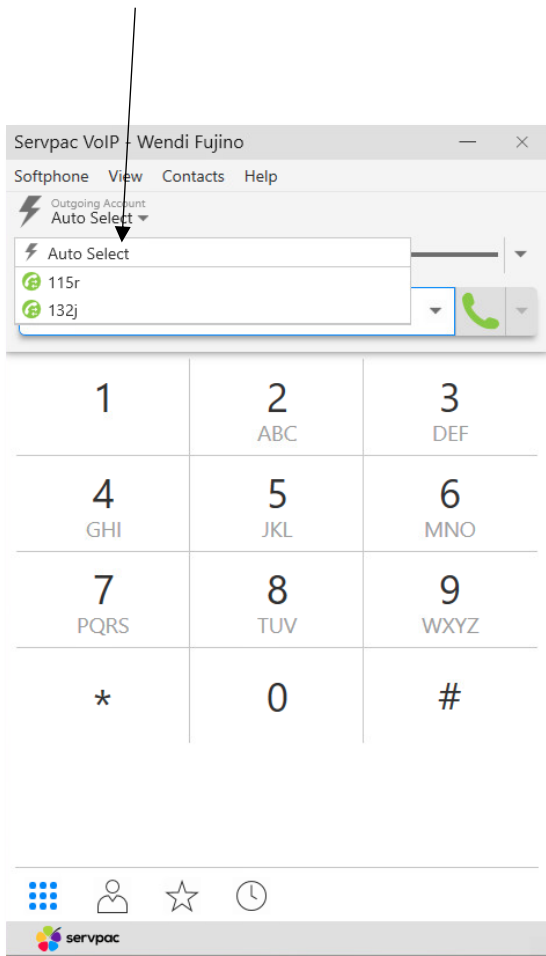 Servpac VoIP - Wendi Fujino
Softphone View Contacts Help
Outgoing Account
Auto Select
Auto Select
115r
132j
1 2 3
ABC DEF
4 5 6
GHI JKL MNO
7 8 9
PQRS TUV WXYZ
* 0 #
servpac